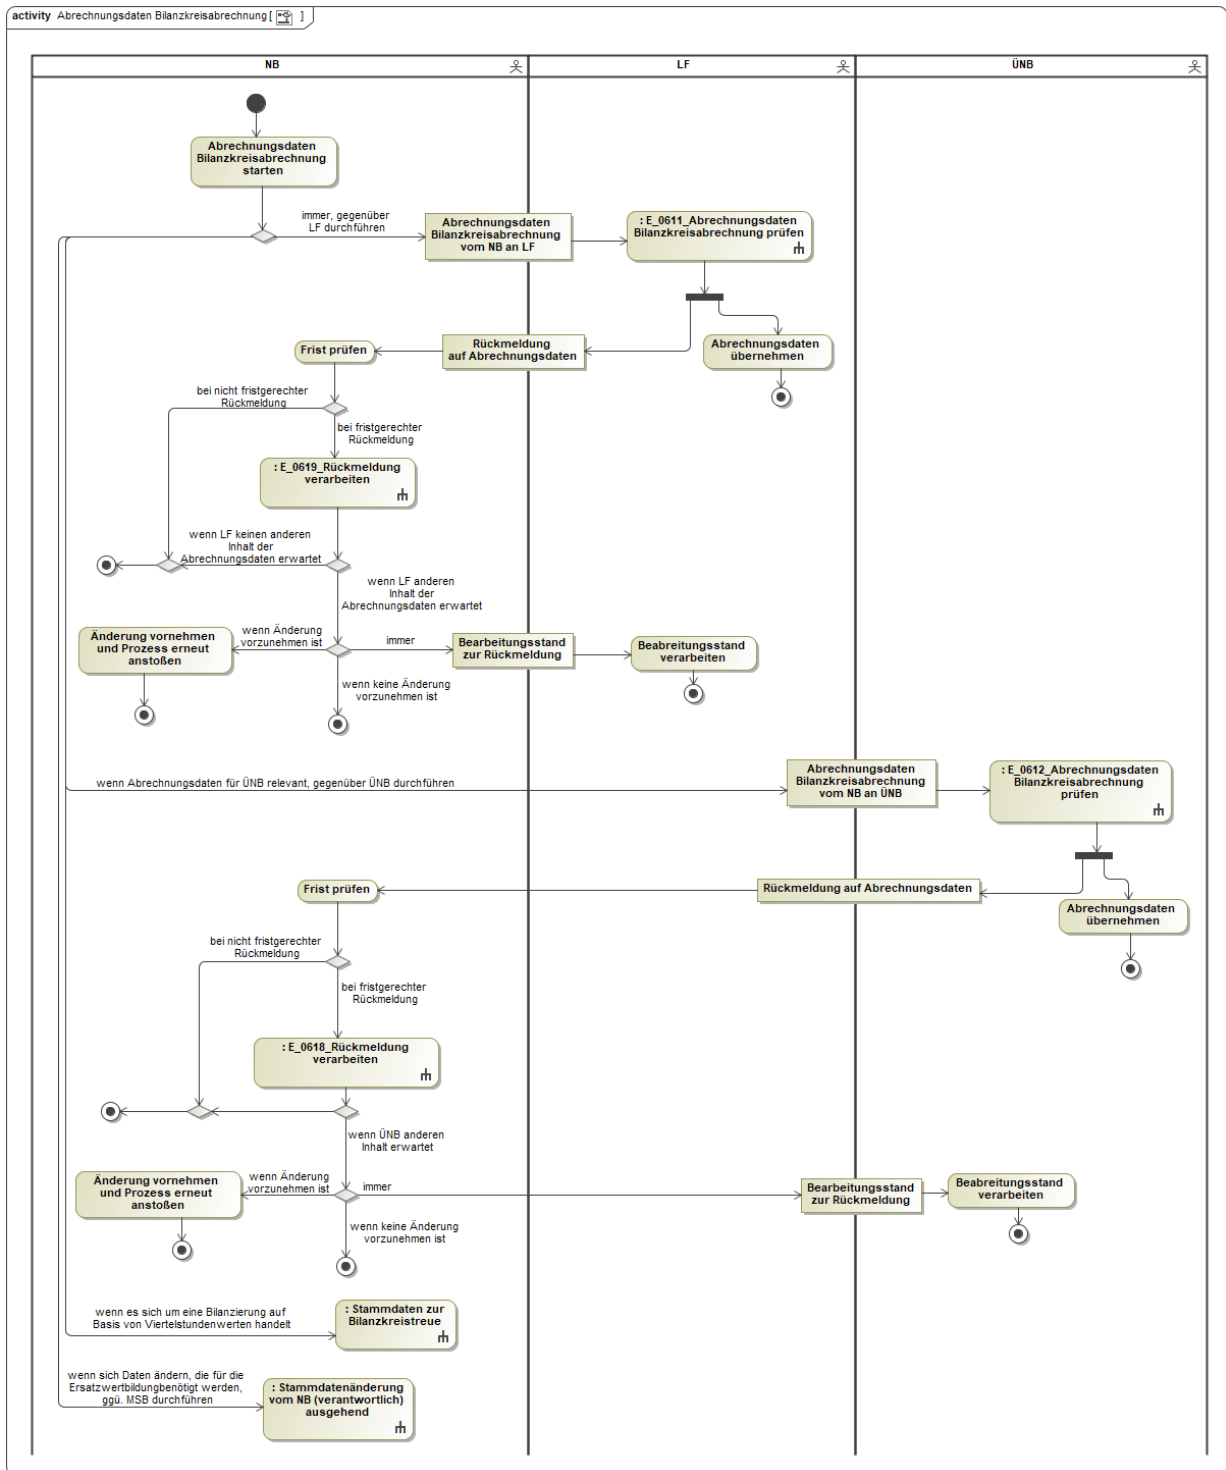 activity Abrechnungsdaten Bilanzkreisabrechnung [ ]
NB
LF
ÜNB
Abrechnungsdaten
Bilanzkreisabrechnung
starten
immer, gegenüber
LF durchführen
Abrechnungsdaten
Bilanzkreisabrechnung
vom NB an LF
: E_0611_Abrechnungsdaten
Bilanzkreisabrechnung prüfen
Frist prüfen
Rückmeldung
auf Abrechnungsdaten
Abrechnungsdaten
übernehmen
bei nicht fristgerechter
Rückmeldung
bei fristgerechter
Rückmeldung
: E_0619_Rückmeldung
verarbeiten
wenn LF keinen anderen
Inhalt der
Abrechnungsdaten erwartet
wenn LF anderen
Inhalt der
Abrechnungsdaten erwartet
Änderung vornehmen
und Prozess erneut
anstoßen
wenn Änderung
vorzunehmen ist
immer
Bearbeitungsstand
zur Rückmeldung
Beabreitungsstand
verarbeiten
wenn keine Änderung
vorzunehmen ist
wenn Abrechnungsdaten für ÜNB relevant, gegenüber ÜNB durchführen
Abrechnungsdaten
Bilanzkreisabrechnung
vom NB an ÜNB
: E_0612_Abrechnungsdaten
Bilanzkreisabrechnung
prüfen
Frist prüfen
Rückmeldung auf Abrechnungsdaten
Abrechnungsdaten
übernehmen
bei nicht fristgerechter
Rückmeldung
bei fristgerechter
Rückmeldung
: E_0618_Rückmeldung
verarbeiten
wenn ÜNB anderen
Inhalt erwartet
Änderung vornehmen
und Prozess erneut
anstoßen
wenn Änderung
vorzunehmen ist
immer
Bearbeitungsstand
zur Rückmeldung
Beabreitungsstand
verarbeiten
wenn keine Änderung
vorzunehmen ist
wenn es sich um eine Bilanzierung auf
Basis von Viertelstundenwerten handelt
: Stammdaten zur
Bilanzkreistreue
wenn sich Daten ändern, die für die
Ersatzwertbildungbenötigt werden,
ggü. MSB durchführen
: Stammdatenänderung
vom NB (verantwortlich)
ausgehend